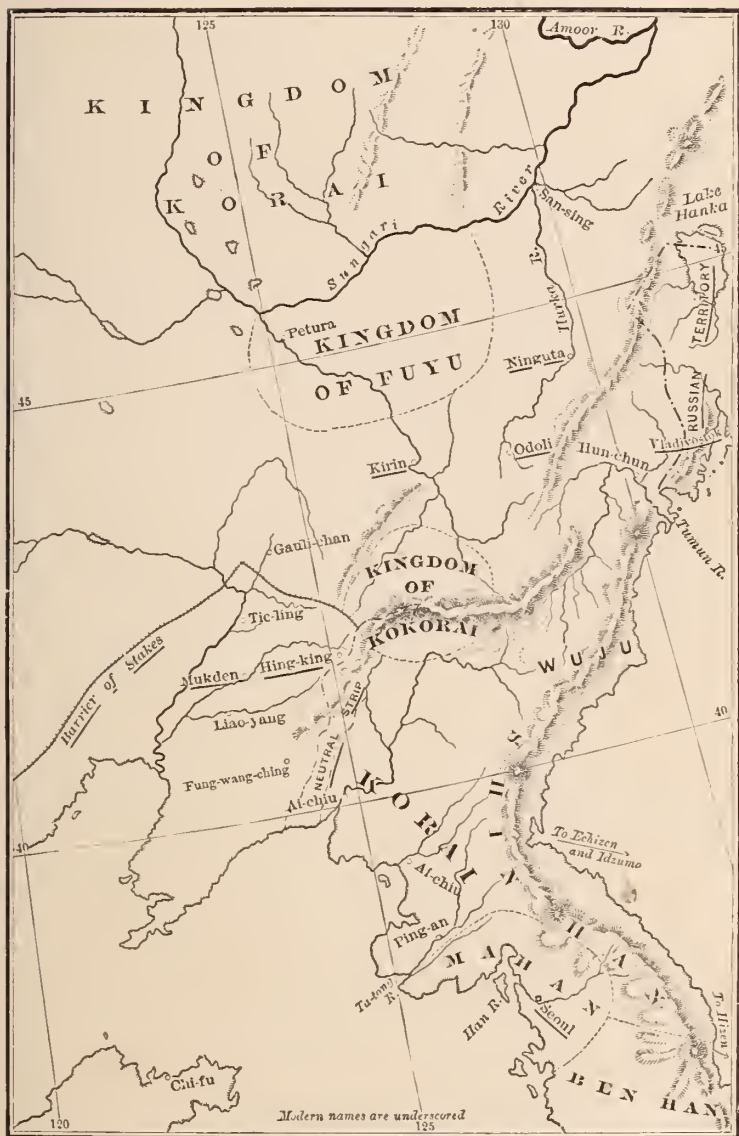 125
130
Amoor R.
KINGDOM
OF
KORAI
Sungari River
San-sing
Lake
Hanka
45
Hurka R.
TERRITORY
RUSSIAN
Petura
KINGDOM
OF FUYU
Ninguta
45
Odoli
Hun-chun
Vladivostok
Kirin
Tumun R.
Gauli-chan
KINGDOM
OF
KOKORAI
Tie-ling
Barrier of Stakes
Mukden
Hing-king
WUJU
NEUTRAL STRIP
Liao-yang
40
Fung-wang-ching
Ai-chiu
KORAI
SHIN HAN
To Echizen
and Idzumo
40
Ai-chiu
Ping-an
MAHAN
Ta-tong
R.
Han R.
Seoul
To Hizen
BEN HAN
Chi-fu
120
Modern names are underscored
125